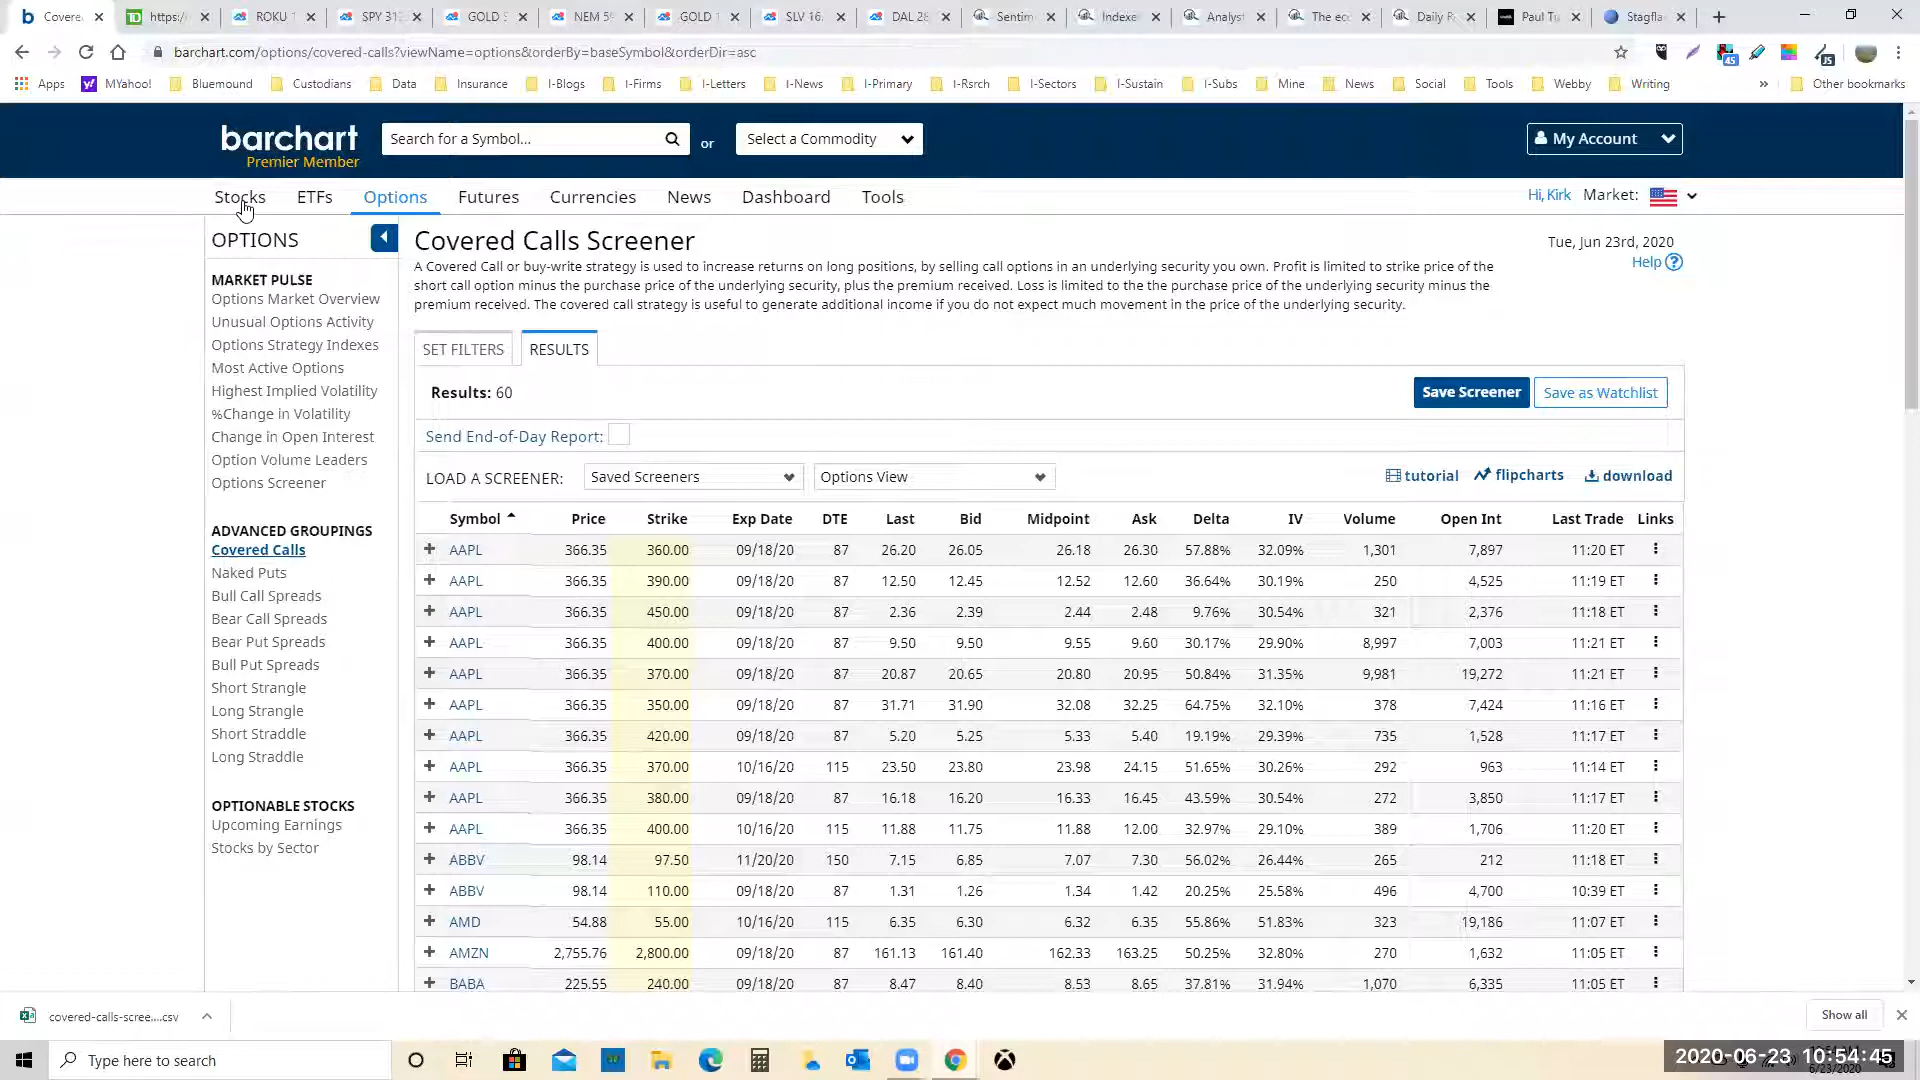 Covere
https:/
ROKU 1
SPY 31
GOLD 3
NEM 5
GOLD 1
SLV 16.
DAL 28
Sentim
Indexe
Analyst
The ec
Daily R
Paul Tu
Stagfla
barchart.com/options/covered-calls?viewName=options&orderBy=baseSymbol&orderDir=asc
45
JS
Apps MYahoo! Bluemound Custodians Data Insurance I-Blogs I-Firms I-Letters I-News I-Primary I-Rsrch I-Sectors I-Sustain I-Subs Mine News Social Tools Webby Writing » Other bookmarks
barchart
Premier Member
Search for a Symbol...
or
Select a Commodity
My Account
Stocks ETFs Options Futures Currencies News Dashboard Tools
Hi, Kirk Market:
OPTIONS
MARKET PULSE
Options Market Overview
Unusual Options Activity
Options Strategy Indexes
Most Active Options
Highest Implied Volatility
%Change in Volatility
Change in Open Interest
Option Volume Leaders
Options Screener
ADVANCED GROUPINGS
Covered Calls
Naked Puts
Bull Call Spreads
Bear Call Spreads
Bear Put Spreads
Bull Put Spreads
Short Strangle
Long Strangle
Short Straddle
Long Straddle
OPTIONABLE STOCKS
Upcoming Earnings
Stocks by Sector
Covered Calls Screener
Tue, Jun 23rd, 2020
Help ?
A Covered Call or buy-write strategy is used to increase returns on long positions, by selling call options in an underlying security you own. Profit is limited to strike price of the
short call option minus the purchase price of the underlying security, plus the premium received. Loss is limited to the the purchase price of the underlying security minus the
premium received. The covered call strategy is useful to generate additional income if you do not expect much movement in the price of the underlying security.
SET FILTERS RESULTS
Results: 60
Save Screener
Save as Watchlist
Send End-of-Day Report:
LOAD A SCREENER: Saved Screeners Options View
tutorial flipcharts download
Symbol Price Strike Exp Date DTE Last Bid Midpoint Ask Delta IV Volume Open Int Last Trade Links
+ AAPL 366.35 360.00 09/18/20 87 26.20 26.05 26.18 26.30 57.88% 32.09% 1,301 7,897 11:20 ET
+ AAPL 366.35 390.00 09/18/20 87 12.50 12.45 12.52 12.60 36.64% 30.19% 250 4,525 11:19 ET
+ AAPL 366.35 450.00 09/18/20 87 2.36 2.39 2.44 2.48 9.76% 30.54% 321 2,376 11:18 ET
+ AAPL 366.35 400.00 09/18/20 87 9.50 9.50 9.55 9.60 30.17% 29.90% 8,997 7,003 11:21 ET
+ AAPL 366.35 370.00 09/18/20 87 20.87 20.65 20.80 20.95 50.84% 31.35% 9,981 19,272 11:21 ET
+ AAPL 366.35 350.00 09/18/20 87 31.71 31.90 32.08 32.25 64.75% 32.10% 378 7,424 11:16 ET
+ AAPL 366.35 420.00 09/18/20 87 5.20 5.25 5.33 5.40 19.19% 29.39% 735 1,528 11:17 ET
+ AAPL 366.35 370.00 10/16/20 115 23.50 23.80 23.98 24.15 51.65% 30.26% 292 963 11:14 ET
+ AAPL 366.35 380.00 09/18/20 87 16.18 16.20 16.33 16.45 43.59% 30.54% 272 3,850 11:17 ET
+ AAPL 366.35 400.00 10/16/20 115 11.88 11.75 11.88 12.00 32.97% 29.10% 389 1,706 11:20 ET
+ ABBV 98.14 97.50 11/20/20 150 7.15 6.85 7.07 7.30 56.02% 26.44% 265 212 11:18 ET
+ ABBV 98.14 110.00 09/18/20 87 1.31 1.26 1.34 1.42 20.25% 25.58% 496 4,700 10:39 ET
+ AMD 54.88 55.00 10/16/20 115 6.35 6.30 6.32 6.35 55.86% 51.83% 323 19,186 11:07 ET
+ AMZN 2,755.76 2,800.00 09/18/20 87 161.13 161.40 162.33 163.25 50.25% 32.80% 270 1,632 11:05 ET
+ BABA 225.55 240.00 09/18/20 87 8.47 8.40 8.53 8.65 37.81% 31.94% 1,070 6,335 11:05 ET
covered-calls-scree....csv
Show all
Type here to search
2020-06-23 10:54:45
6/23/2020